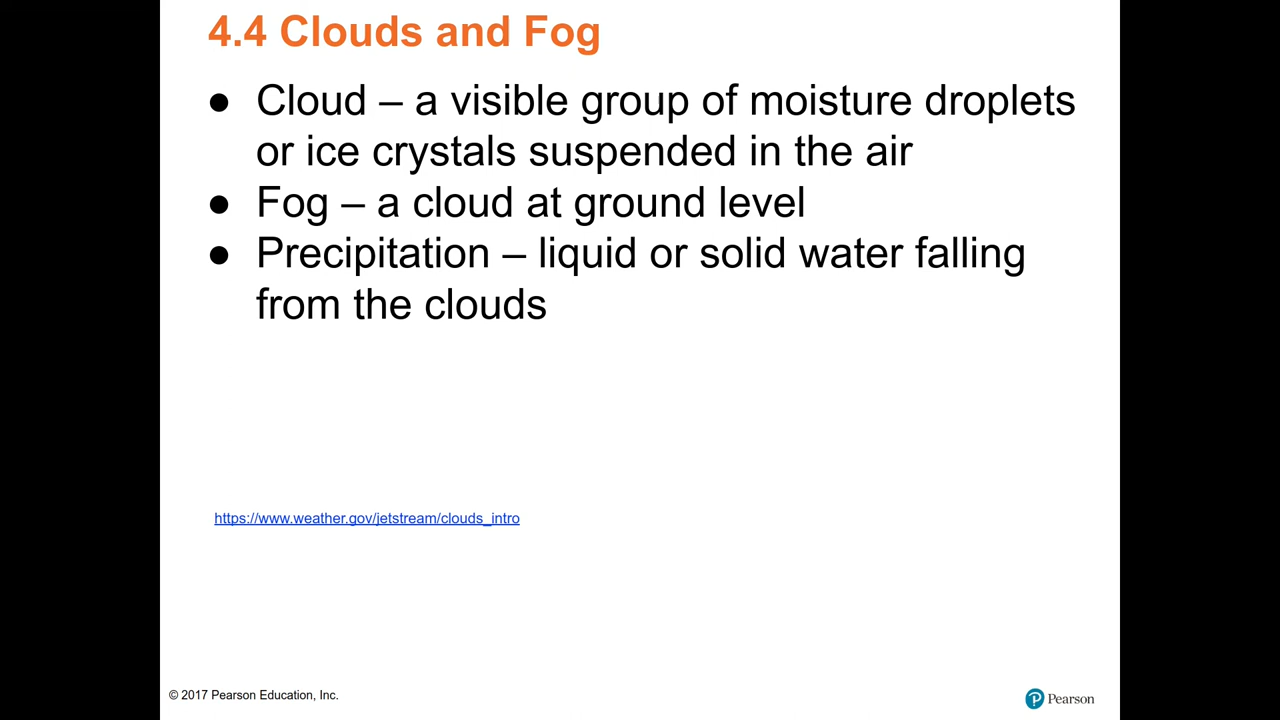 4.4 Clouds and Fog
● Cloud – a visible group of moisture droplets
or ice crystals suspended in the air
● Fog – a cloud at ground level
● Precipitation – liquid or solid water falling
from the clouds
https://www.weather.gov/jetstream/clouds_intro
© 2017 Pearson Education, Inc.
P Pearson